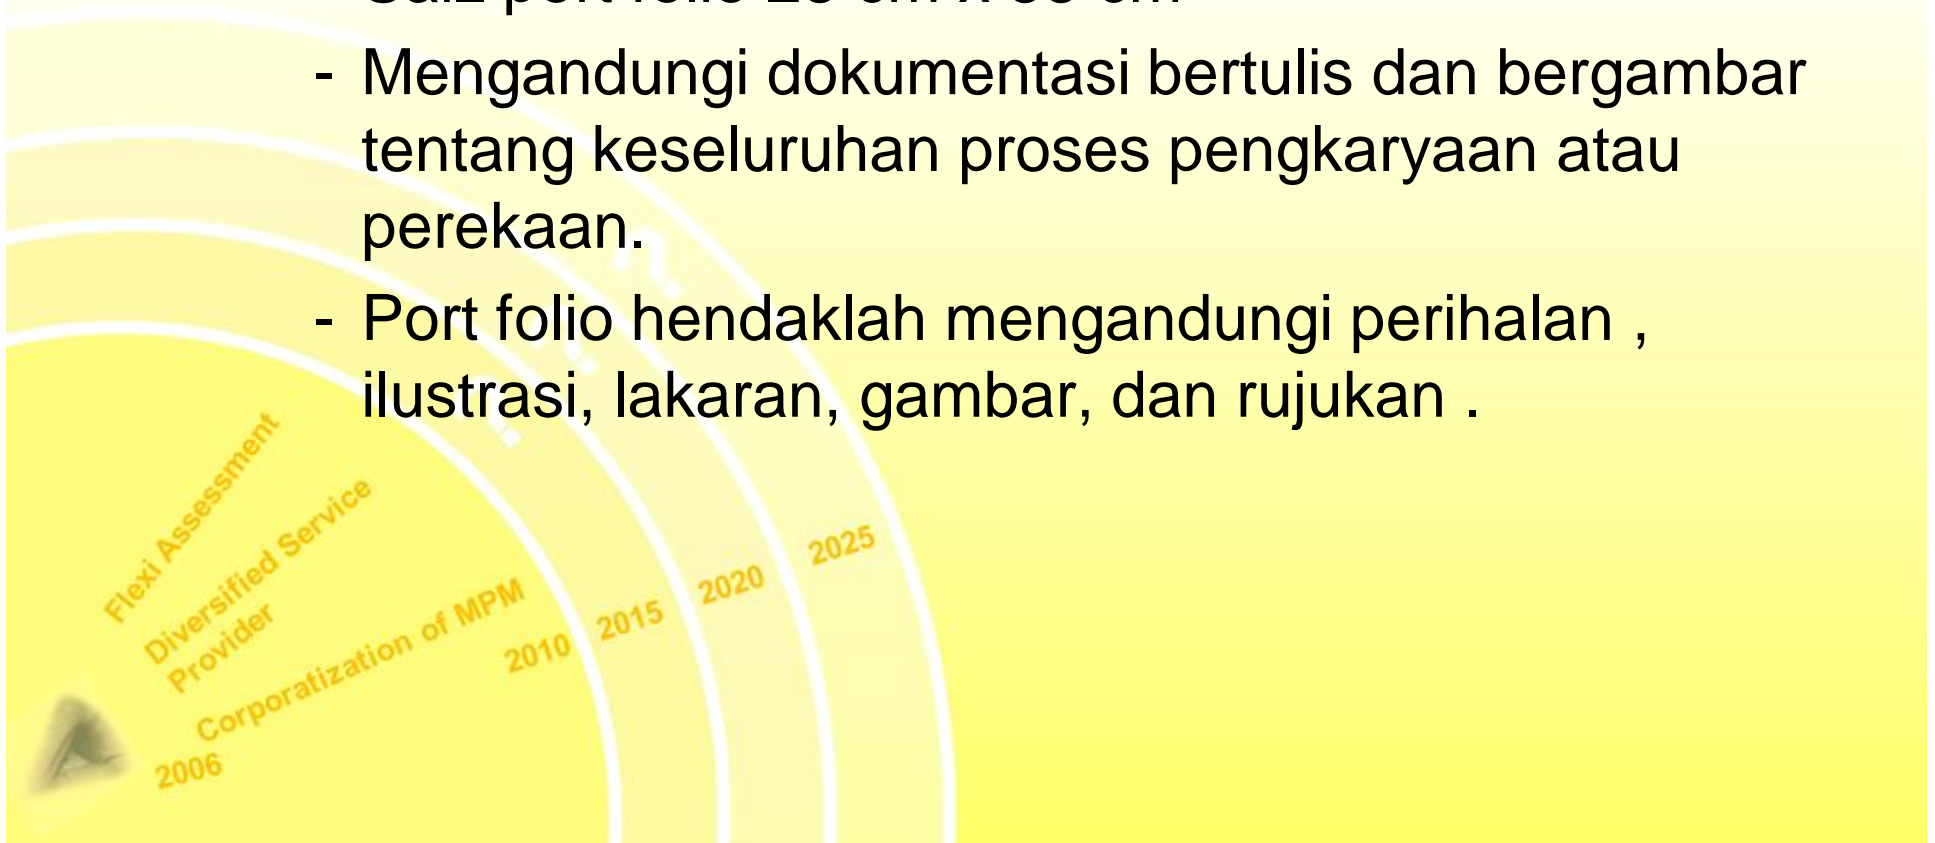 - Mengandungi dokumentasi bertulis dan bergambar
tentang keseluruhan proses pengkaryaan atau
perekaan.
- Port folio hendaklah mengandungi perihalan ,
ilustrasi, lakaran, gambar, dan rujukan .
Flexi Assessment
Diversified Service
Provider
Corporatization of MPM
2006
2010
2015
2020
2025